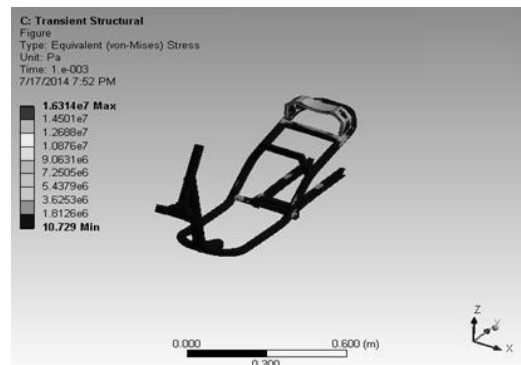 C: Transient Structural
Figure
Type: Equivalent (von-Mises) Stress
Unit: Pa
Time: 1.e-003
7/17/2014 7:52 PM
1.6314e7 Max
1.4501e7
1.2688e7
1.0876e7
9.0631e6
7.2505e6
5.4379e6
3.6253e6
1.8126e6
10.729 Min
Z
Y
X
0.000 0.600 (m)
0.300